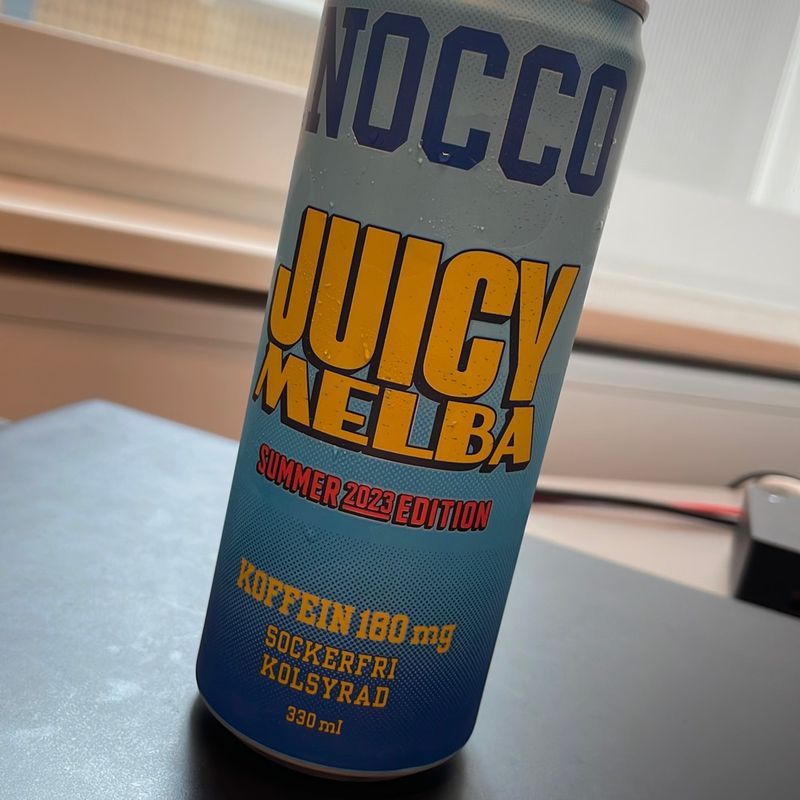 NOCCO
JUICY
MELBA
SUMMER 2023 EDITION
KOFFEIN 180 mg
SOCKERFRI
KOLSYRAD
330 ml